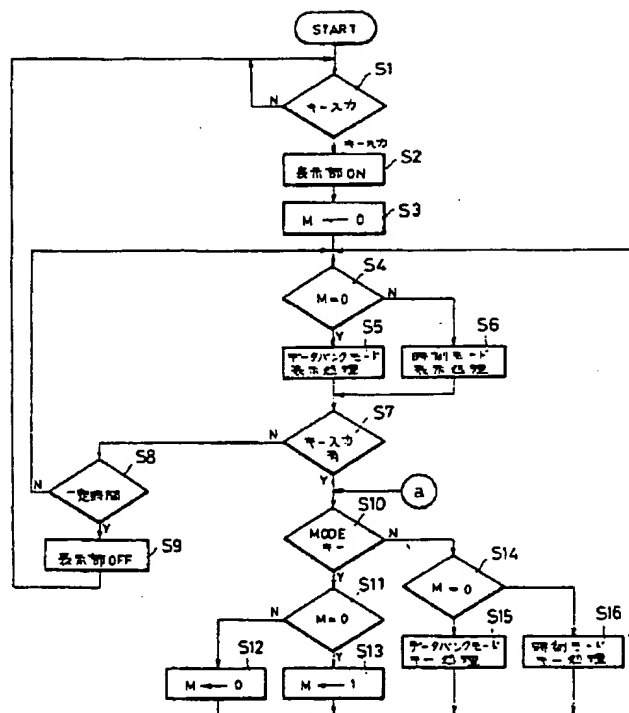 START
S1
N
キー入力
キー入力
S2
表示部ON
S3
M ← 0
S4
M=0
N
Y
S5
データバンクモード
表示処理
S6
時刻モード
表示処理
S7
N
キー入力
有
Y
S8
N
一定時間
Y
S9
表示部OFF
a
S10
MODE
キー
N
Y
S11
N
M=0
Y
S14
M=0
S12
M ← 0
S13
M ← 1
S15
データバンクモード
キー処理
S16
時刻モード
キー処理